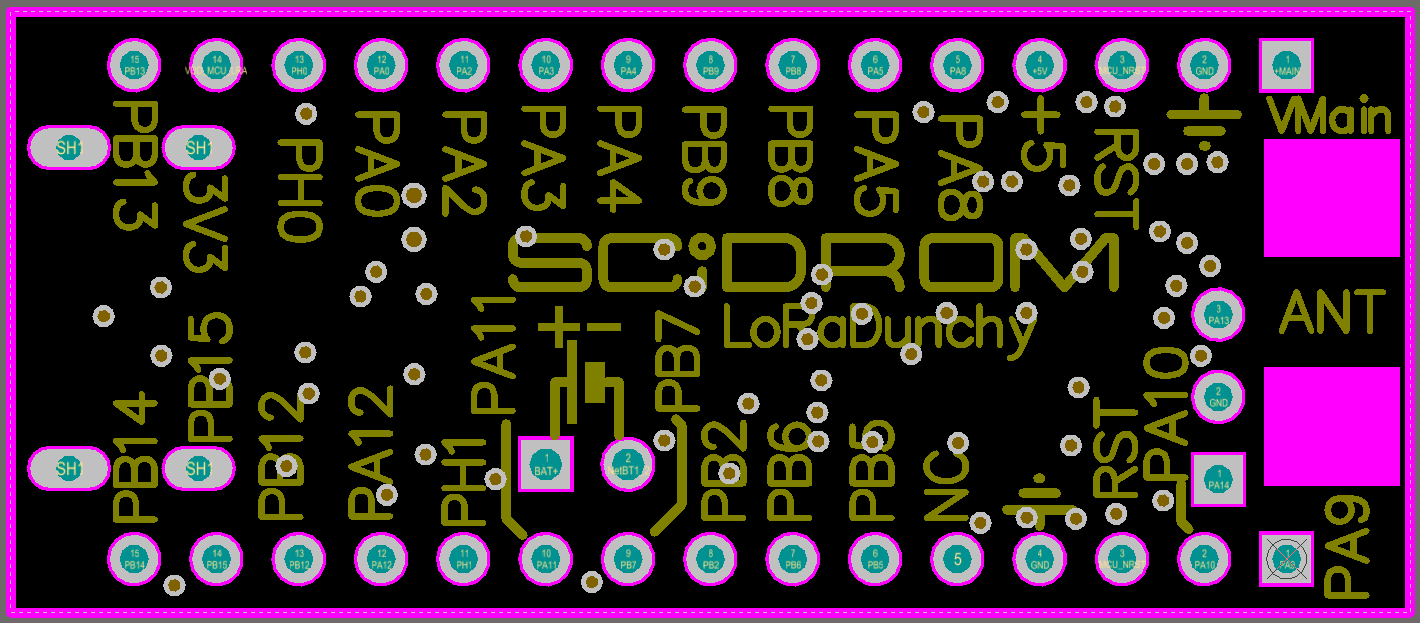 15 14 13 12 11 10 9 8 7 6 5 4 3 2 1
PB13 VDD_MCU_LRA PH0 PA0 PA2 PA3 PA4 PB9 PB8 PA5 PA8 +5V MCU_NRST GND +MAIN
PB13 3V3 PH0 PA0 PA2 PA3 PA4 PB9 PB8 PA5 PA8 +5 RST VMain
SH1 SH1
SC:DROM
LoRaDunchy
ANT
3
PA13
2
GND
1
PA14
+ -
PB14 PB15 PB12 PA12 PH1 PA11 PB7 PB2 PB6 PB5 NC RST PA10 PA9
1 2
BAT+ NetBT1_2
SH1 SH1
15 14 13 12 11 10 9 8 7 6 5 4 3 2 1
PB14 PB15 PB12 PA12 PH1 PA11 PB7 PB2 PB6 PB5 GND MCU_NRST PA10 PA9